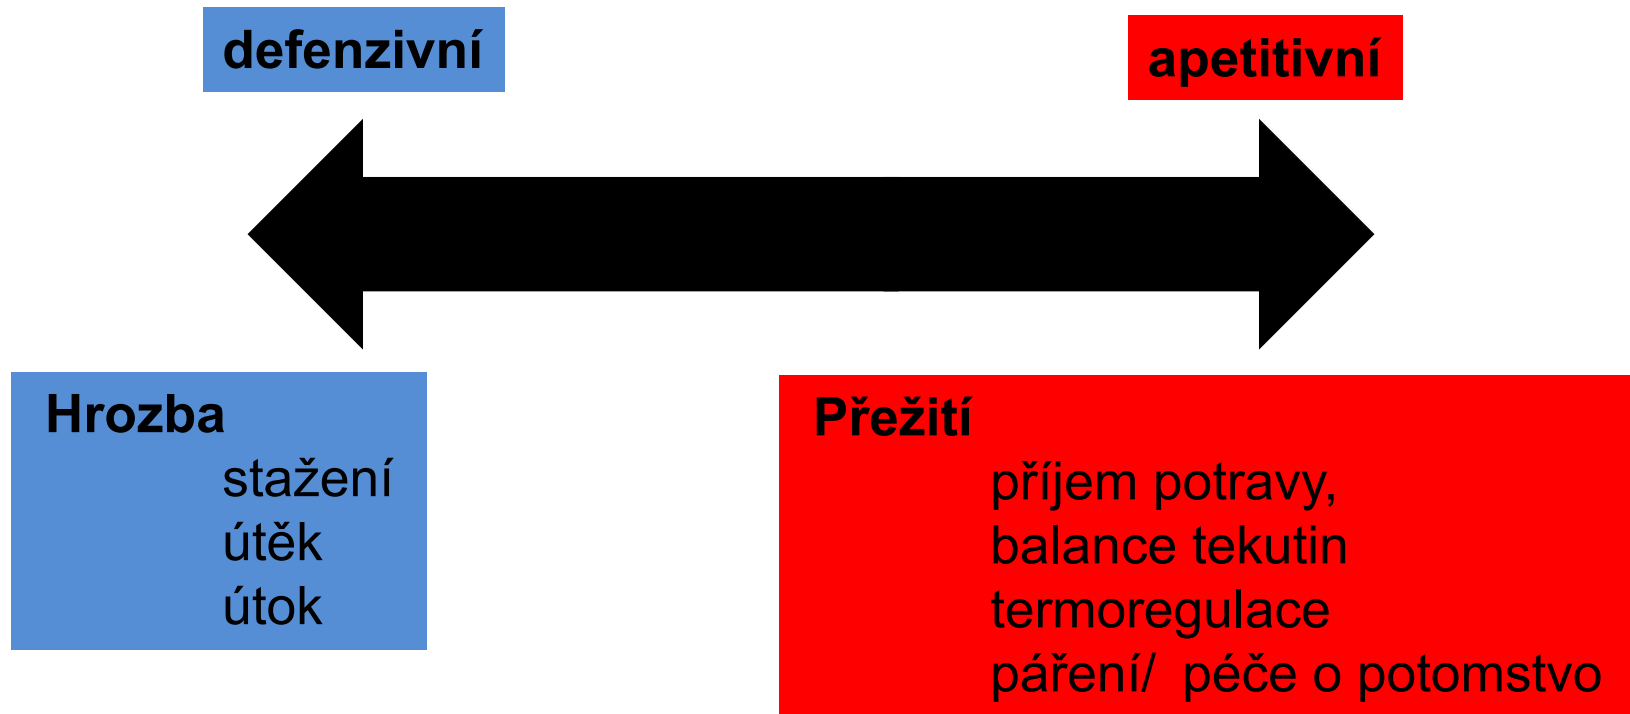 defenzivní
apetitivní
Hrozba
stažení
útěk
útok
Přežití
příjem potravy,
balance tekutin
termoregulace
páření/  péče o potomstvo